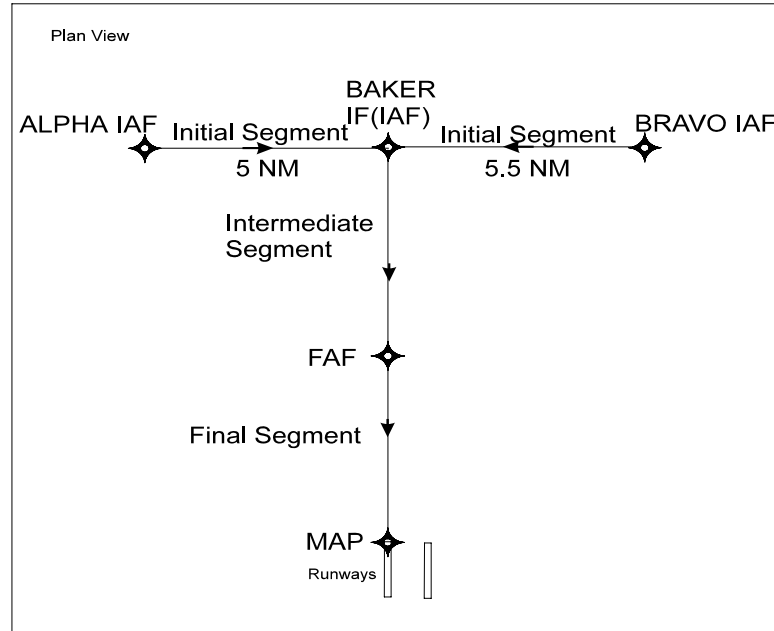 Plan View
BAKER
IF(IAF)
ALPHA IAF
Initial Segment
Initial Segment
BRAVO IAF
5 NM
5.5 NM
Intermediate
Segment
FAF
Final Segment
MAP
Runways